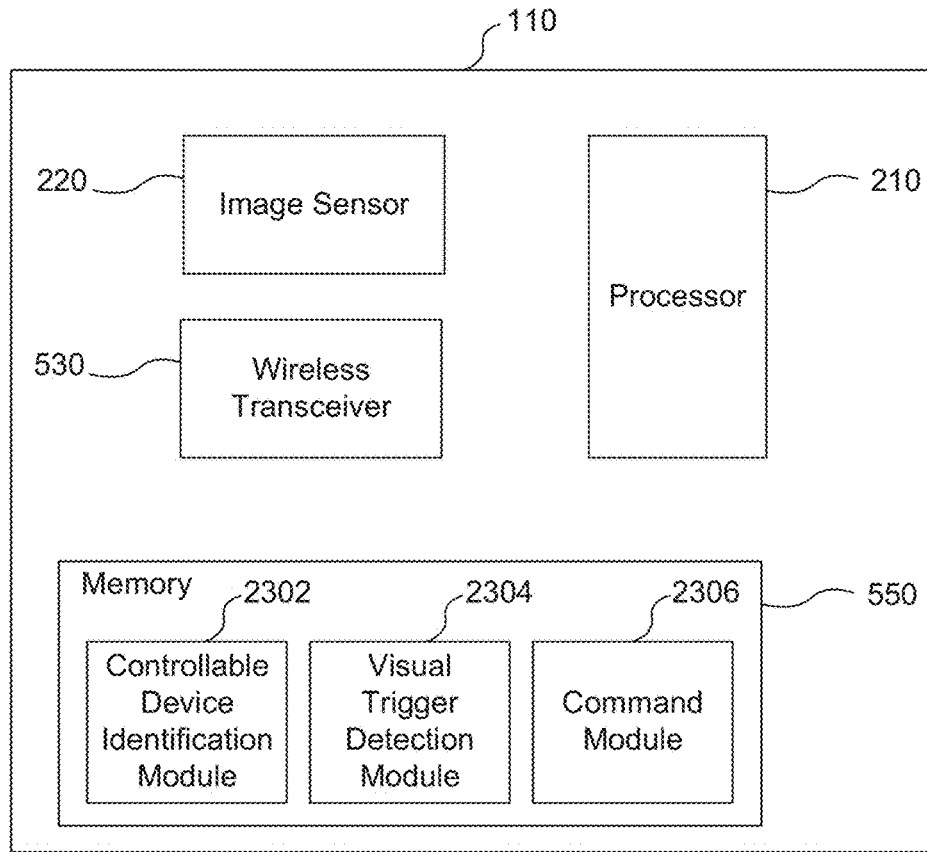 110
220
Image Sensor
210
Processor
530
Wireless
Transceiver
Memory
550
2302
Controllable
Device
Identification
Module
2304
Visual
Trigger
Detection
Module
2306
Command
Module